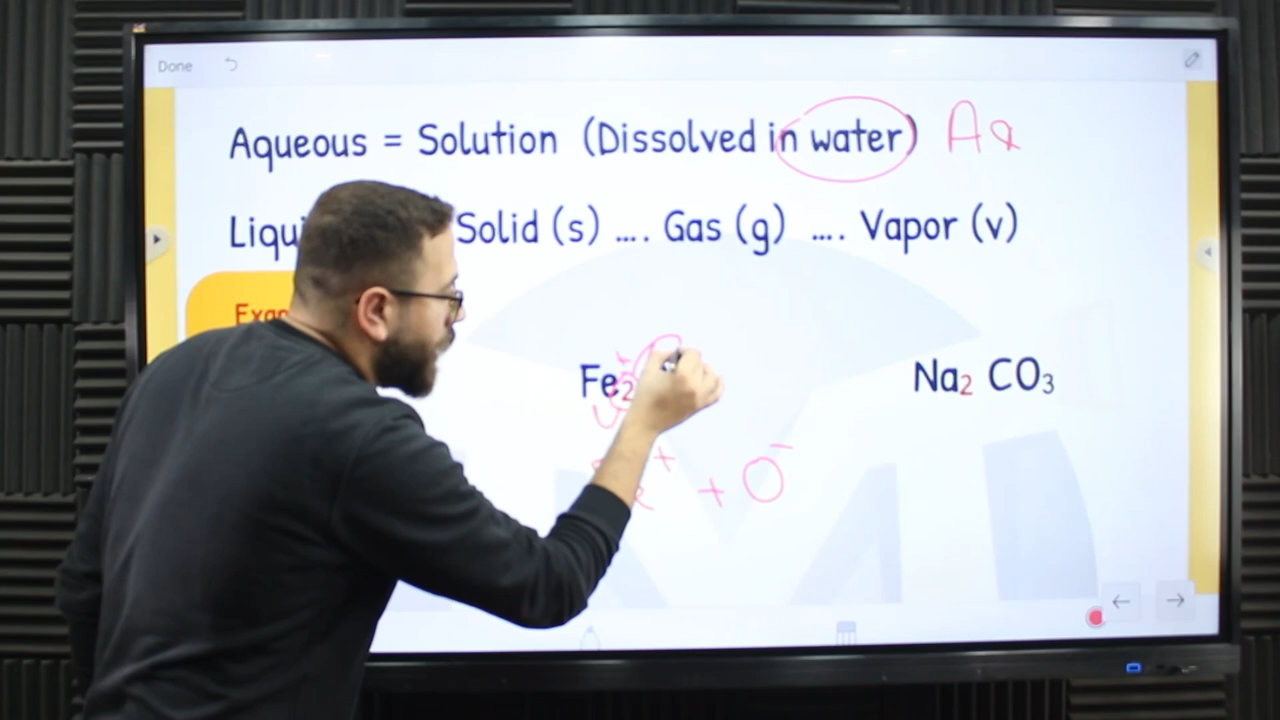 Done
Aqueous = Solution (Dissolved in water) Aq
Solid (s) .... Gas (g) .... Vapor (v)
Fe2
Na2 CO3
+ + O-